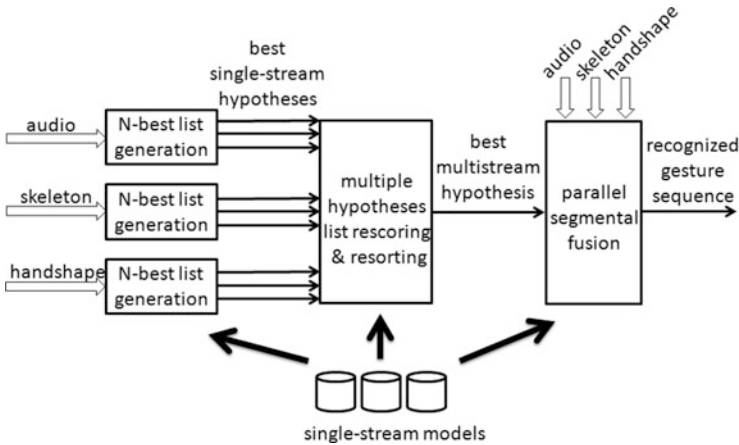 best
single-stream
hypotheses
audio
N-best list
generation
skeleton
N-best list
generation
handshape
N-best list
generation
multiple
hypotheses
list rescoring
& resorting
best
multistream
hypothesis
audio
skeleton
handshape
parallel
segmental
fusion
recognized
gesture
sequence
single-stream models